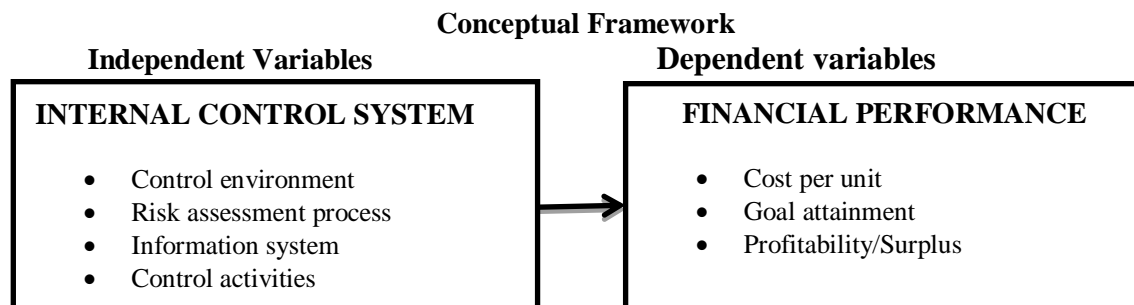 Conceptual Framework
Independent Variables
Dependent variables
INTERNAL CONTROL SYSTEM
• Control environment
• Risk assessment process
• Information system
• Control activities
FINANCIAL PERFORMANCE
• Cost per unit
• Goal attainment
• Profitability/Surplus